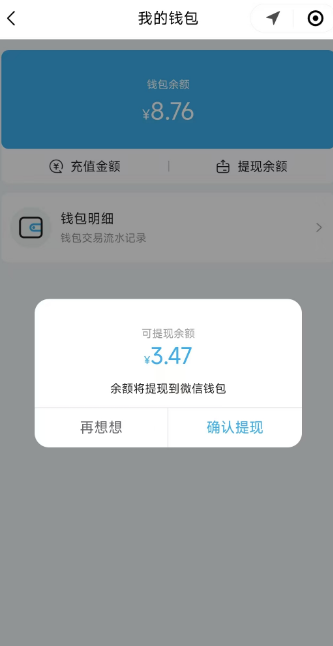 我的钱包
钱包余额
¥8.76
充值金额
提现余额
钱包明细
钱包交易流水记录
可提现余额
¥3.47
余额将提现到微信钱包
再想想
确认提现